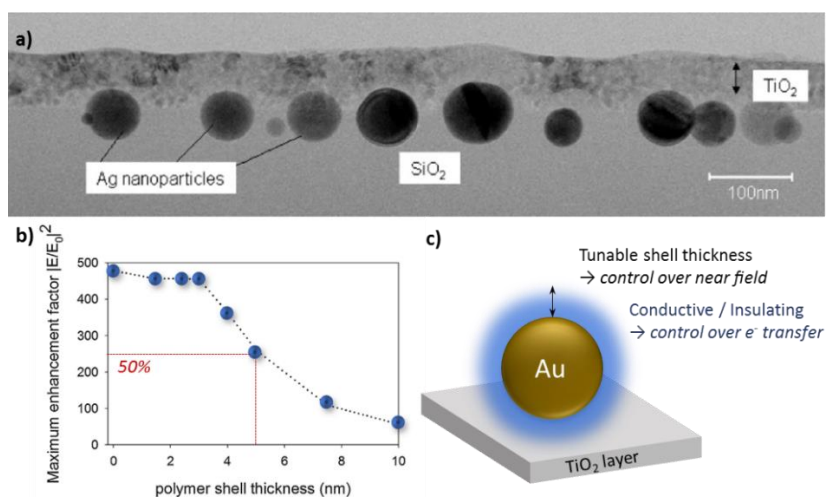 a)
TiO₂
Ag nanoparticles
SiO₂
100nm
b)
Maximum enhancement factor |E/E₀|²
500
400
300
200
100
0
50%
0 2 4 6 8 10
polymer shell thickness (nm)
c)
Tunable shell thickness
→ control over near field
Conductive / Insulating
→ control over e⁻ transfer
Au
TiO₂ layer